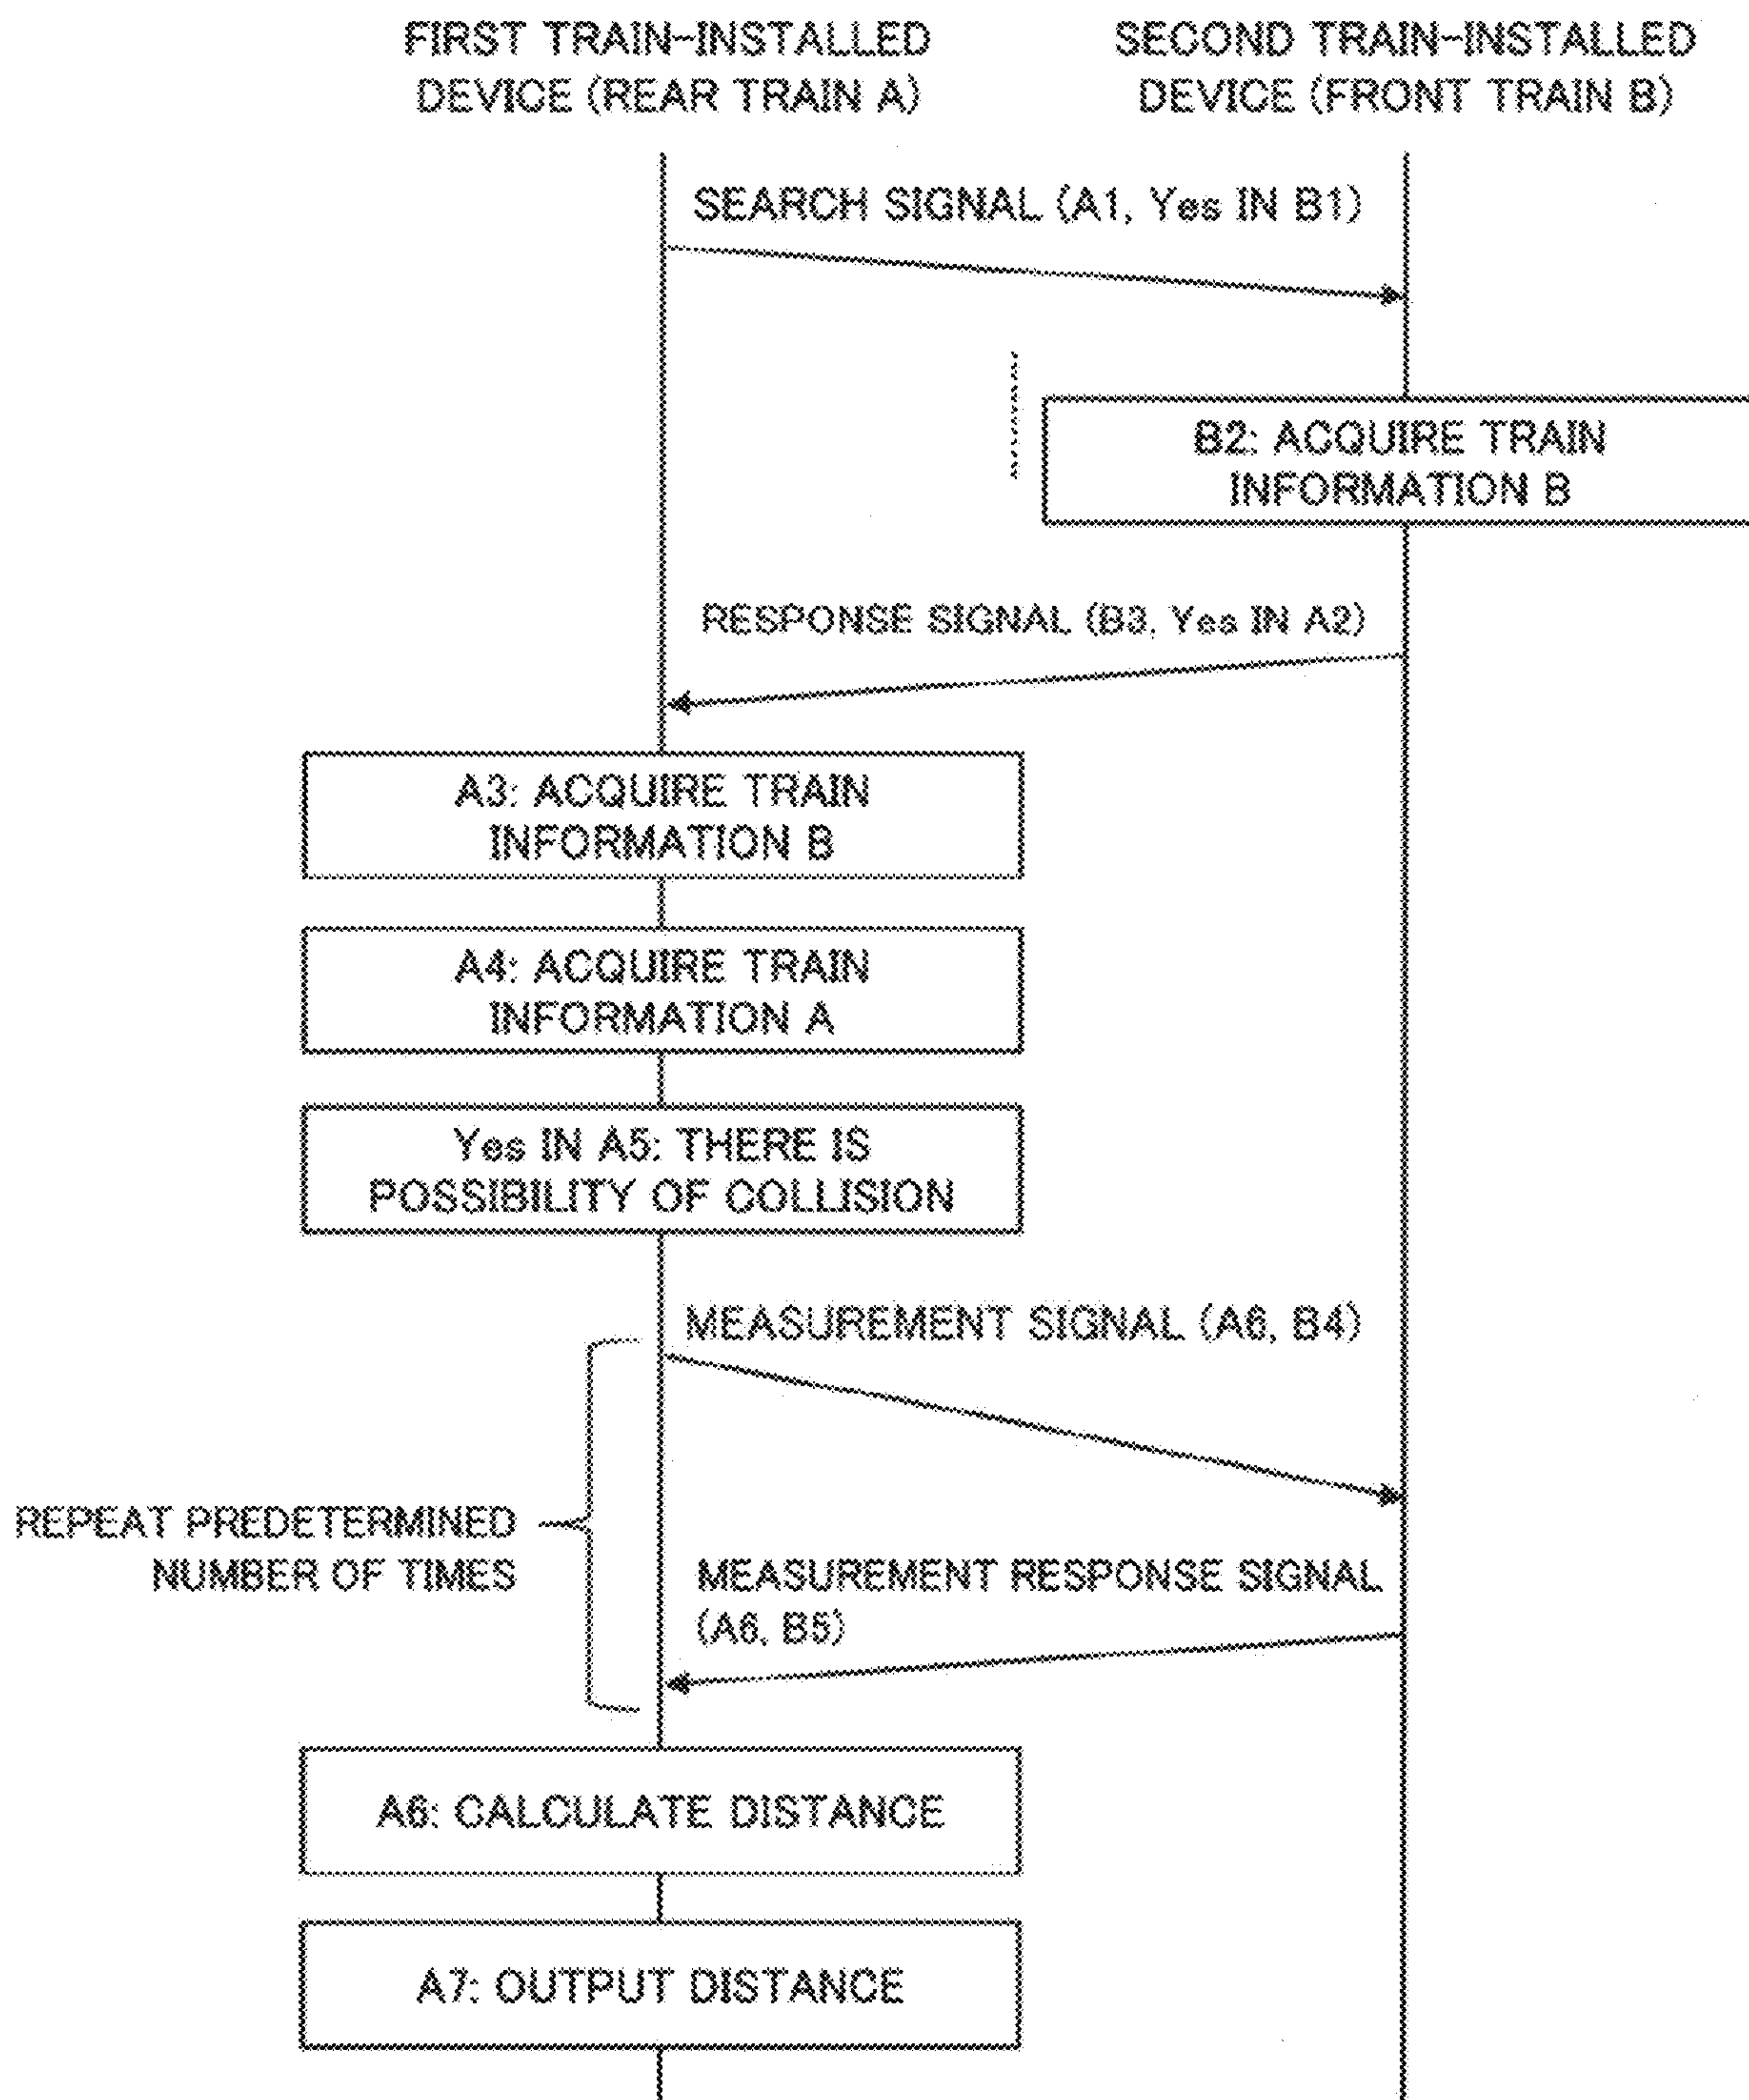 FIRST TRAIN-INSTALLED
DEVICE (REAR TRAIN A)
SECOND TRAIN-INSTALLED
DEVICE (FRONT TRAIN B)
SEARCH SIGNAL (A1, Yes IN B1)
B2: ACQUIRE TRAIN
INFORMATION B
RESPONSE SIGNAL (B3, Yes IN A2)
A3: ACQUIRE TRAIN
INFORMATION B
A4: ACQUIRE TRAIN
INFORMATION A
Yes IN A5: THERE IS
POSSIBILITY OF COLLISION
MEASUREMENT SIGNAL (A6, B4)
REPEAT PREDETERMINED
NUMBER OF TIMES
MEASUREMENT RESPONSE SIGNAL
(A6, B5)
A6: CALCULATE DISTANCE
A7: OUTPUT DISTANCE